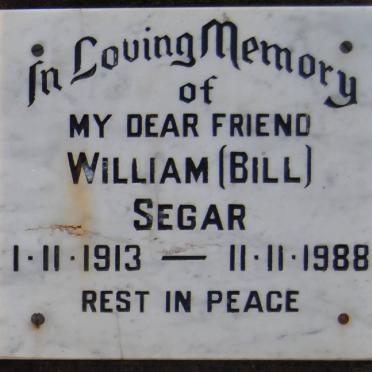 In Loving Memory
of
MY DEAR FRIEND
WILLIAM (BILL)
SEGAR
1·11·1913 — 11·11·1988
REST IN PEACE